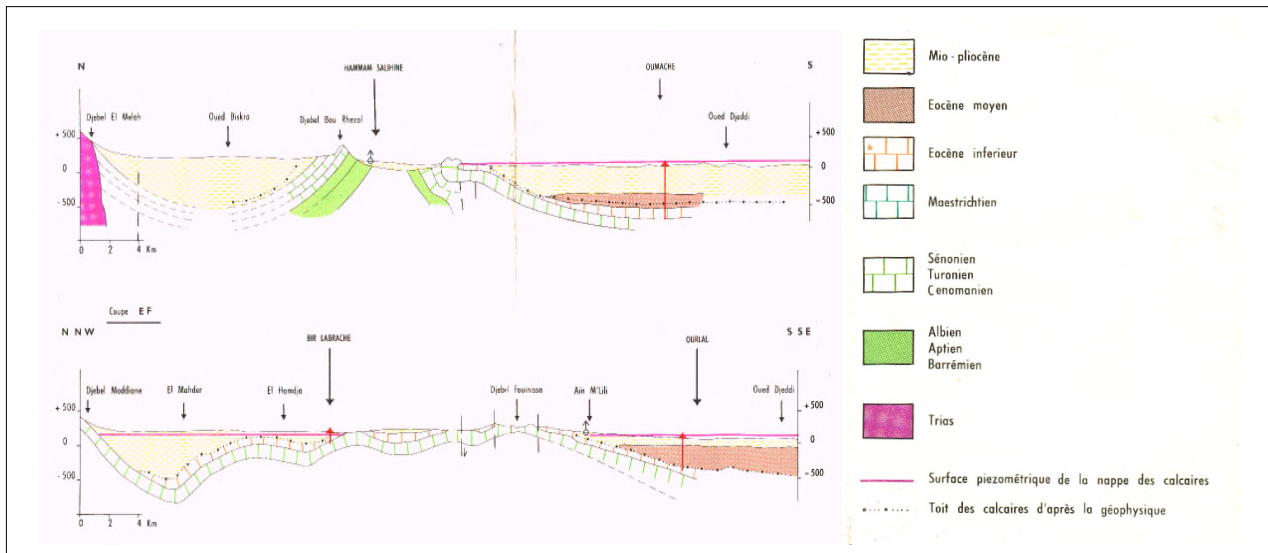 N
HAMMAM SALIHINE
OUMACHE
S
Djebel El Melah
Oued Biskra
Djebel Bou Rhezal
Oued Djeddi
+ 500
0
- 500
+ 500
0
- 500
0 2 4 Km
Coupe EF
N NW
BIR LABRACHE
OURLAL
S SE
Djebel Moddiane
El Mahder
El Hamdja
Djebel Fouinissa
Aïn M'Lili
Oued Djeddi
+ 500
0
- 500
+ 500
0
- 500
0 2 4 Km
Mio - pliocène
Eocène moyen
Eocène inferieur
Maestrichtien
Sénonien
Turonien
Cenomanien
Albien
Aptien
Barrémien
Trias
Surface piezométrique de la nappe des calcaires
Toit des calcaires d'après la géophysique